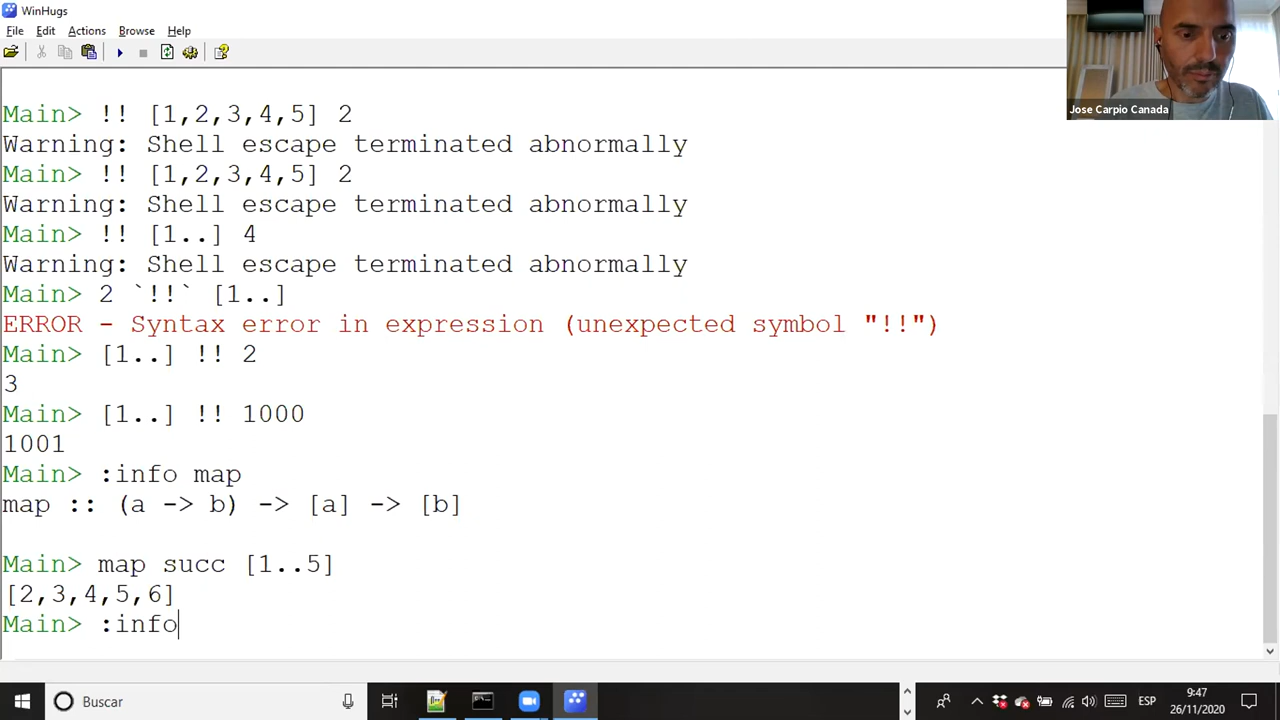 WinHugs
File Edit Actions Browse Help
Jose Carpio Canada
Main> !! [1,2,3,4,5] 2
Warning: Shell escape terminated abnormally
Main> !! [1,2,3,4,5] 2
Warning: Shell escape terminated abnormally
Main> !! [1..] 4
Warning: Shell escape terminated abnormally
Main> 2 `!!` [1..]
ERROR - Syntax error in expression (unexpected symbol "!!")
Main> [1..] !! 2
3
Main> [1..] !! 1000
1001
Main> :info map
map :: (a -> b) -> [a] -> [b]
Main> map succ [1..5]
[2,3,4,5,6]
Main> :info
Buscar
ESP
9:47
26/11/2020